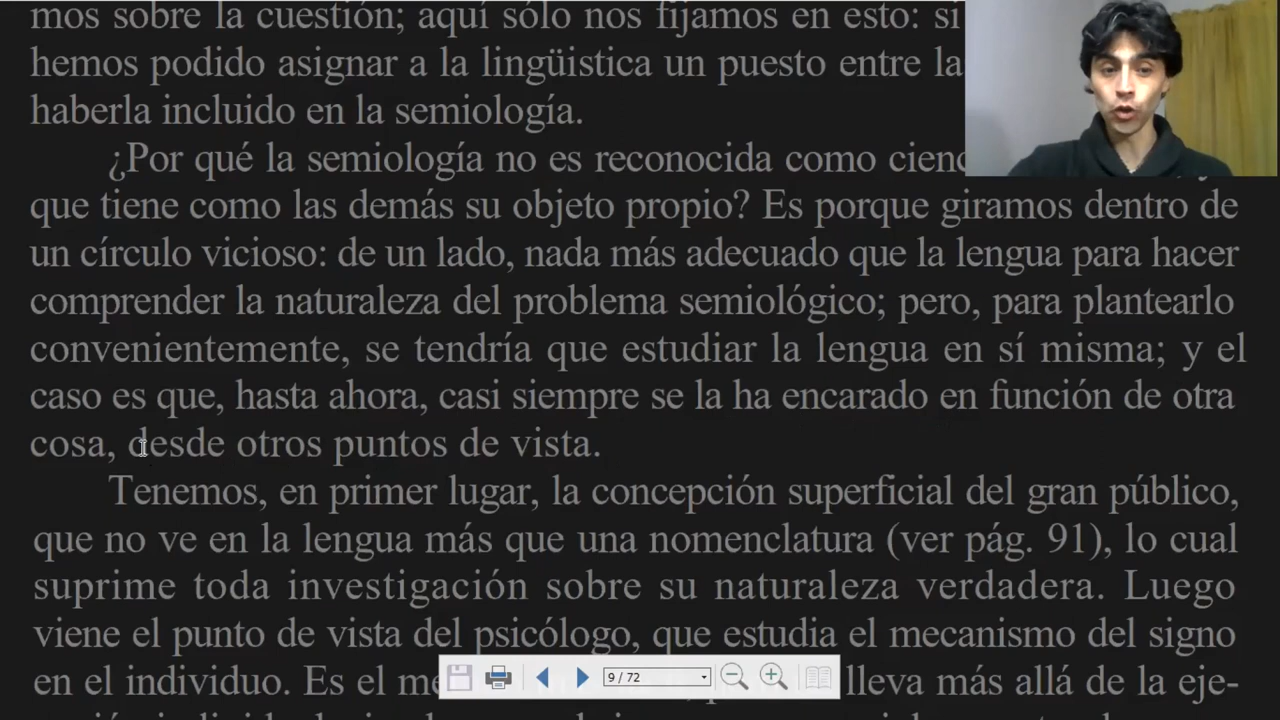 mos sobre la cuestión; aquí sólo nos fijamos en esto: si
hemos podido asignar a la lingüistica un puesto entre la
haberla incluido en la semiología.
¿Por qué la semiología no es reconocida como cienc
que tiene como las demás su objeto propio? Es porque giramos dentro de
un círculo vicioso: de un lado, nada más adecuado que la lengua para hacer
comprender la naturaleza del problema semiológico; pero, para plantearlo
convenientemente, se tendría que estudiar la lengua en sí misma; y el
caso es que, hasta ahora, casi siempre se la ha encarado en función de otra
cosa, desde otros puntos de vista.
Tenemos, en primer lugar, la concepción superficial del gran público,
que no ve en la lengua más que una nomenclatura (ver pág. 91), lo cual
suprime toda investigación sobre su naturaleza verdadera. Luego
viene el punto de vista del psicólogo, que estudia el mecanismo del signo
en el individuo. Es el lleva más allá de la eje-
9 / 72